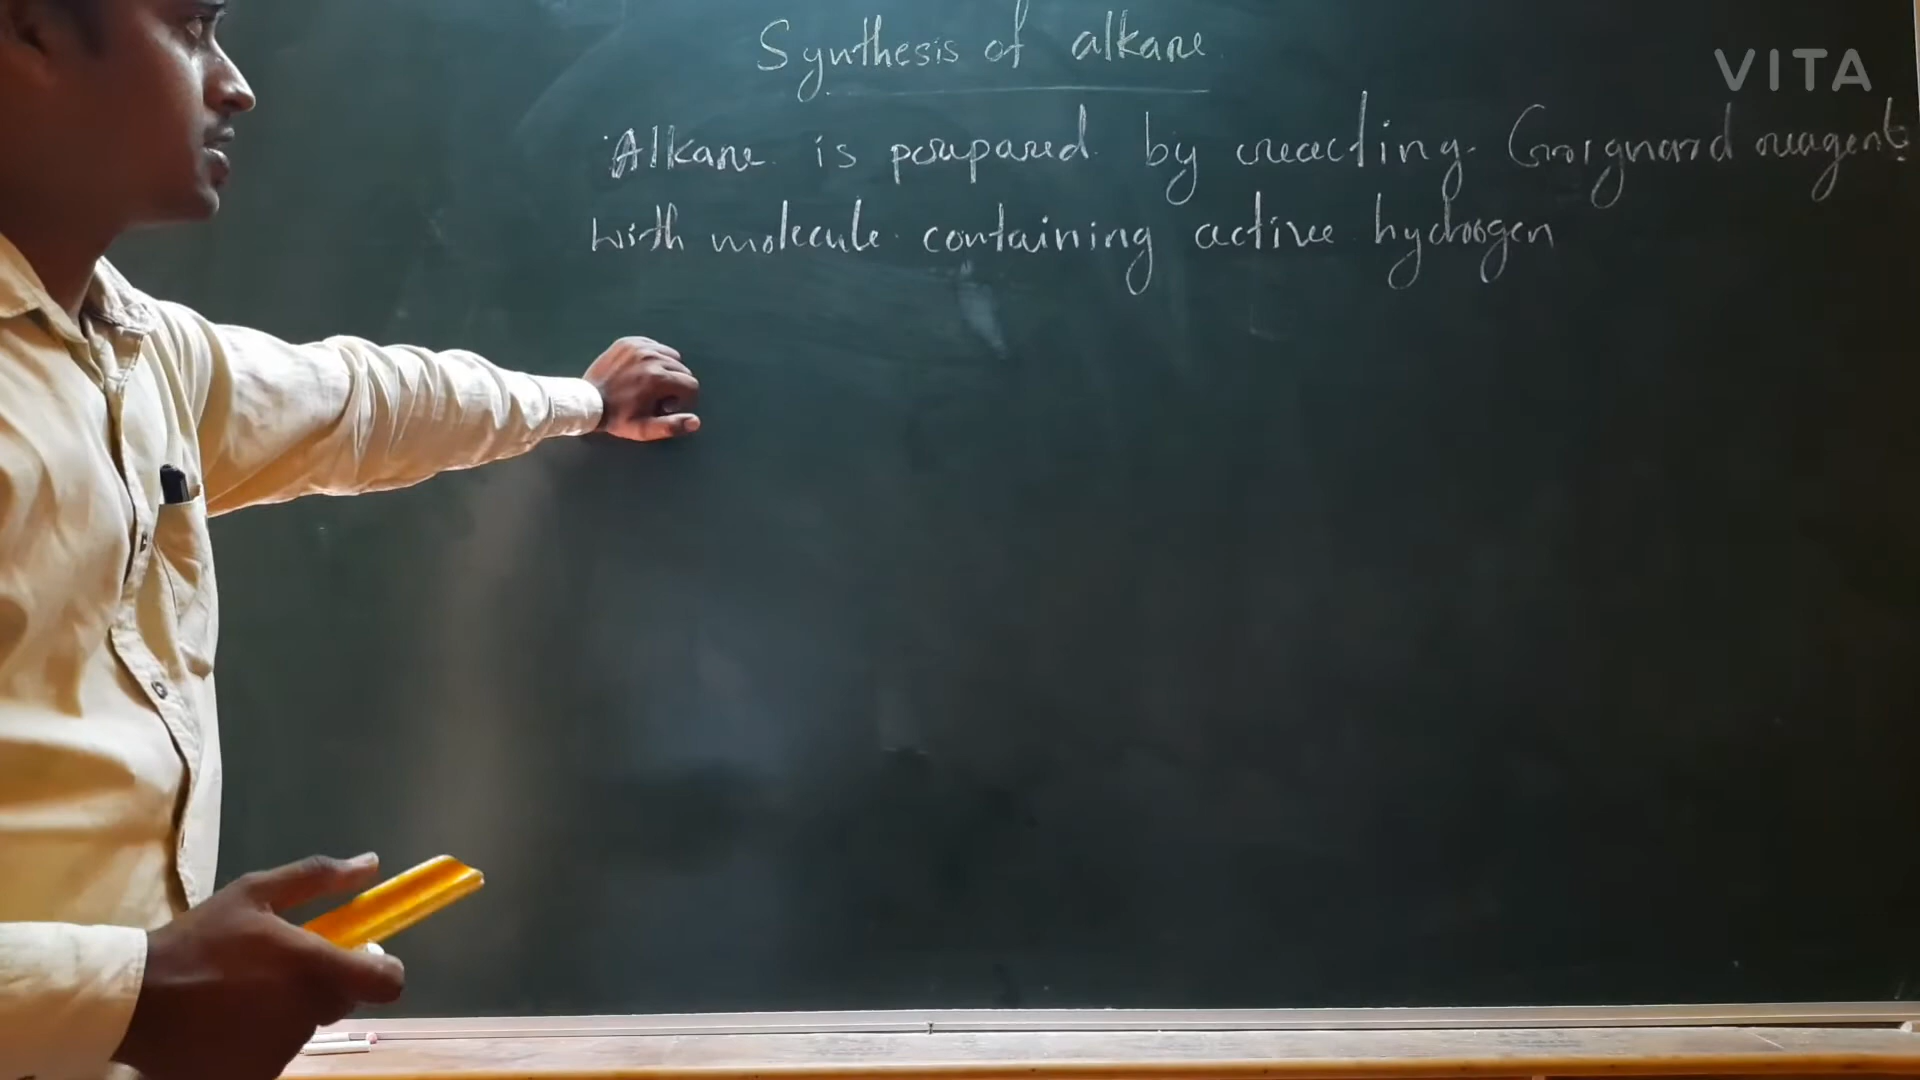 Synthesis of alkane
VITA
Alkane is prepared by reacting Grignard reagent
with molecule containing active hydrogen